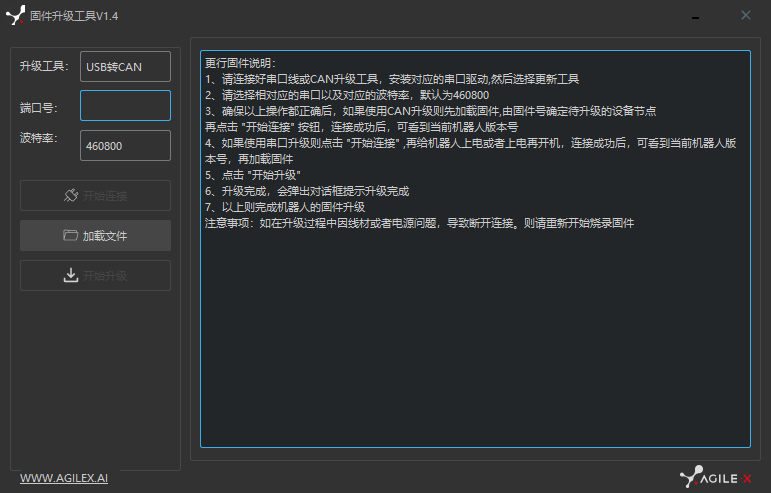 固件升级工具V1.4
升级工具：
USB转CAN
端口号：
波特率：
460800
开始连接
加载文件
开始升级
更行固件说明：
1、请连接好串口线或CAN升级工具，安装对应的串口驱动,然后选择更新工具
2、请选择相对应的串口以及对应的波特率，默认为460800
3、确保以上操作都正确后，如果使用CAN升级则先加载固件,由固件号确定待升级的设备节点
再点击 "开始连接" 按钮，连接成功后，可看到当前机器人版本号
4、如果使用串口升级则点击 "开始连接" ,再给机器人上电或者上电再开机，连接成功后，可看到当前机器人版
本号，再加载固件
5、点击 "开始升级"
6、升级完成，会弹出对话框提示升级完成
7、以上则完成机器人的固件升级
注意事项：如在升级过程中因线材或者电源问题，导致断开连接。则请重新开始烧录固件
WWW.AGILEX.AI
AGILE·X